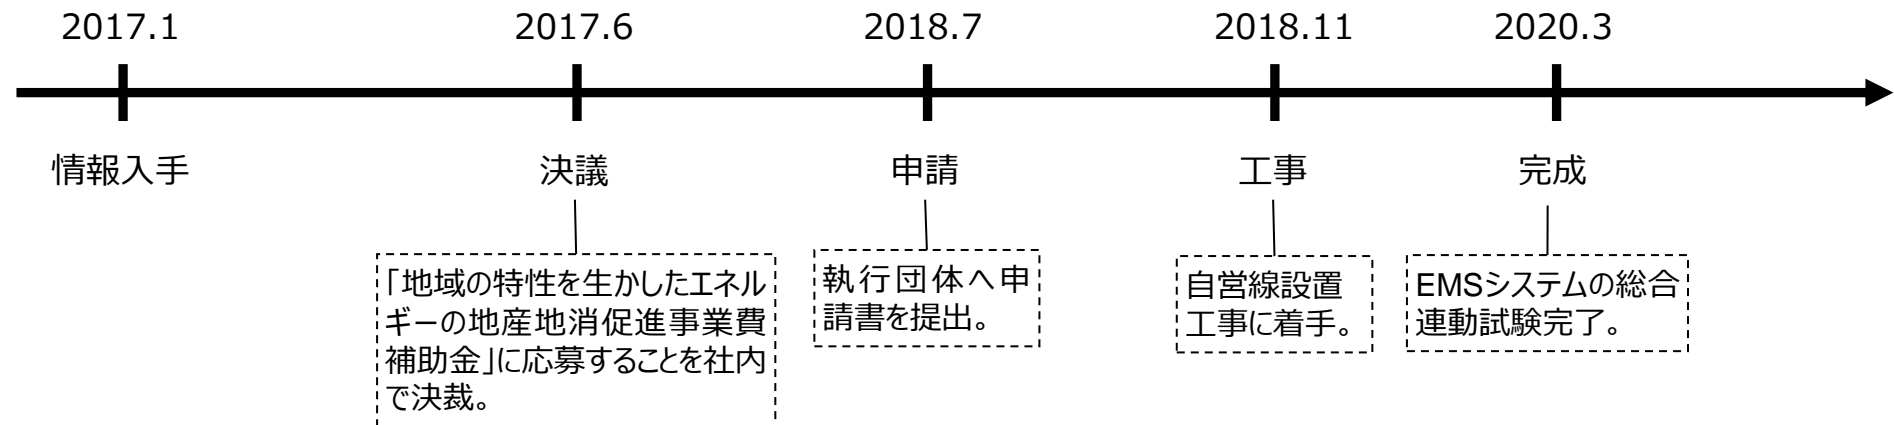 2017.1
2017.6
2018.7
2018.11
2020.3
情報入手
決議
申請
工事
完成
「地域の特性を生かしたエネル
ギーの地産地消促進事業費
補助金」に応募することを社内
で決裁。
執行団体へ申
請書を提出。
自営線設置
工事に着手。
EMSシステムの総合
連動試験完了。